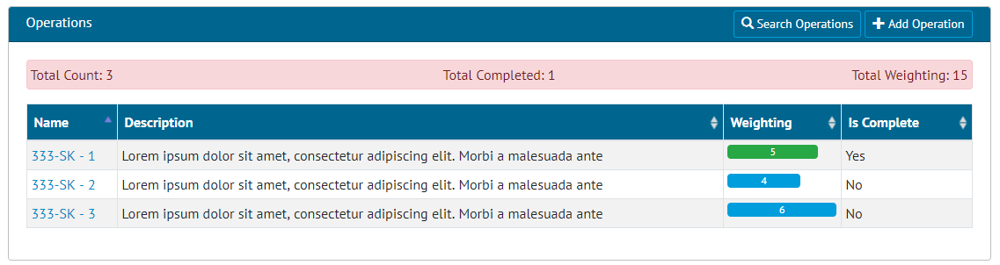 Operations Search Operations Add Operation
Total Count: 3 Total Completed: 1 Total Weighting: 15
Name Description Weighting Is Complete
333-SK - 1 Lorem ipsum dolor sit amet, consectetur adipiscing elit. Morbi a malesuada ante 5 Yes
333-SK - 2 Lorem ipsum dolor sit amet, consectetur adipiscing elit. Morbi a malesuada ante 4 No
333-SK - 3 Lorem ipsum dolor sit amet, consectetur adipiscing elit. Morbi a malesuada ante 6 No